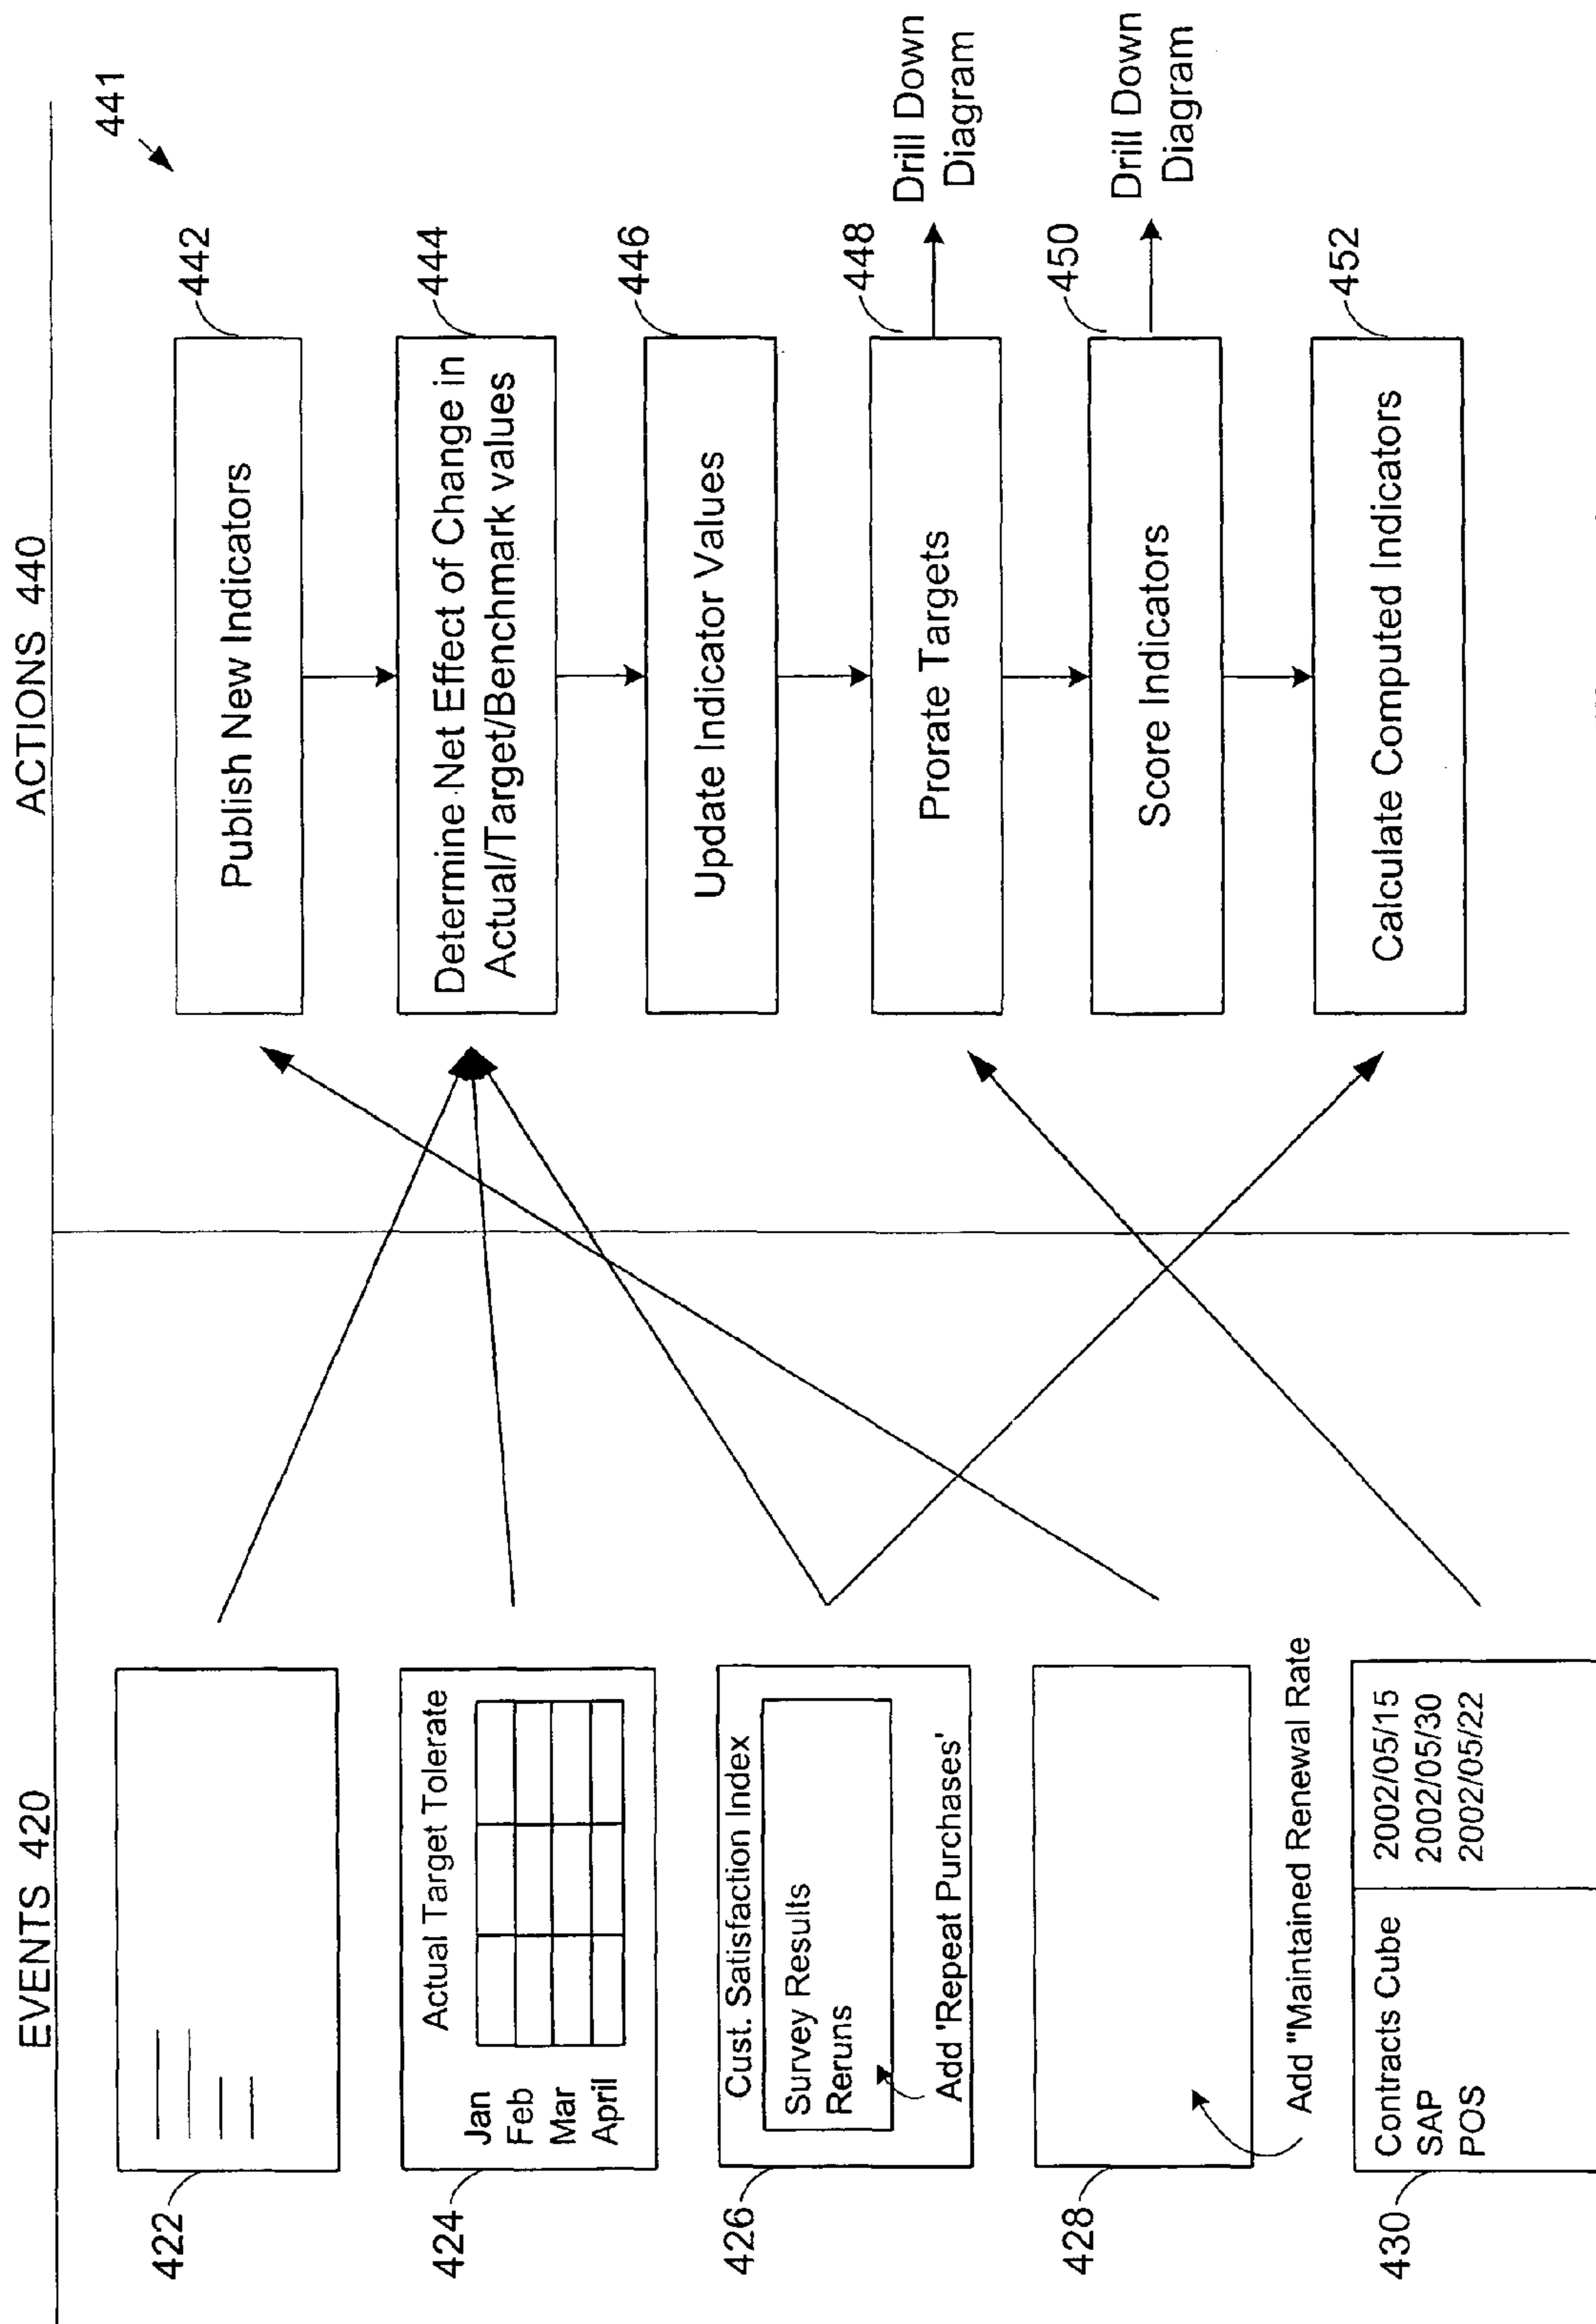 EVENTS 420
ACTIONS 440
422
424
Actual Target Tolerate
Jan
Feb
Mar
April
426
Cust. Satisfaction Index
Survey Results
Reruns
Add 'Repeat Purchases'
428
Add "Maintained Renewal Rate
430
Contracts Cube 2002/05/15
SAP 2002/05/30
POS 2002/05/22
441
442
Publish New Indicators
444
Determine Net Effect of Change in
Actual/Target/Benchmark values
446
Update Indicator Values
448
Prorate Targets
Drill Down
Diagram
450
Score Indicators
Drill Down
Diagram
452
Calculate Computed Indicators